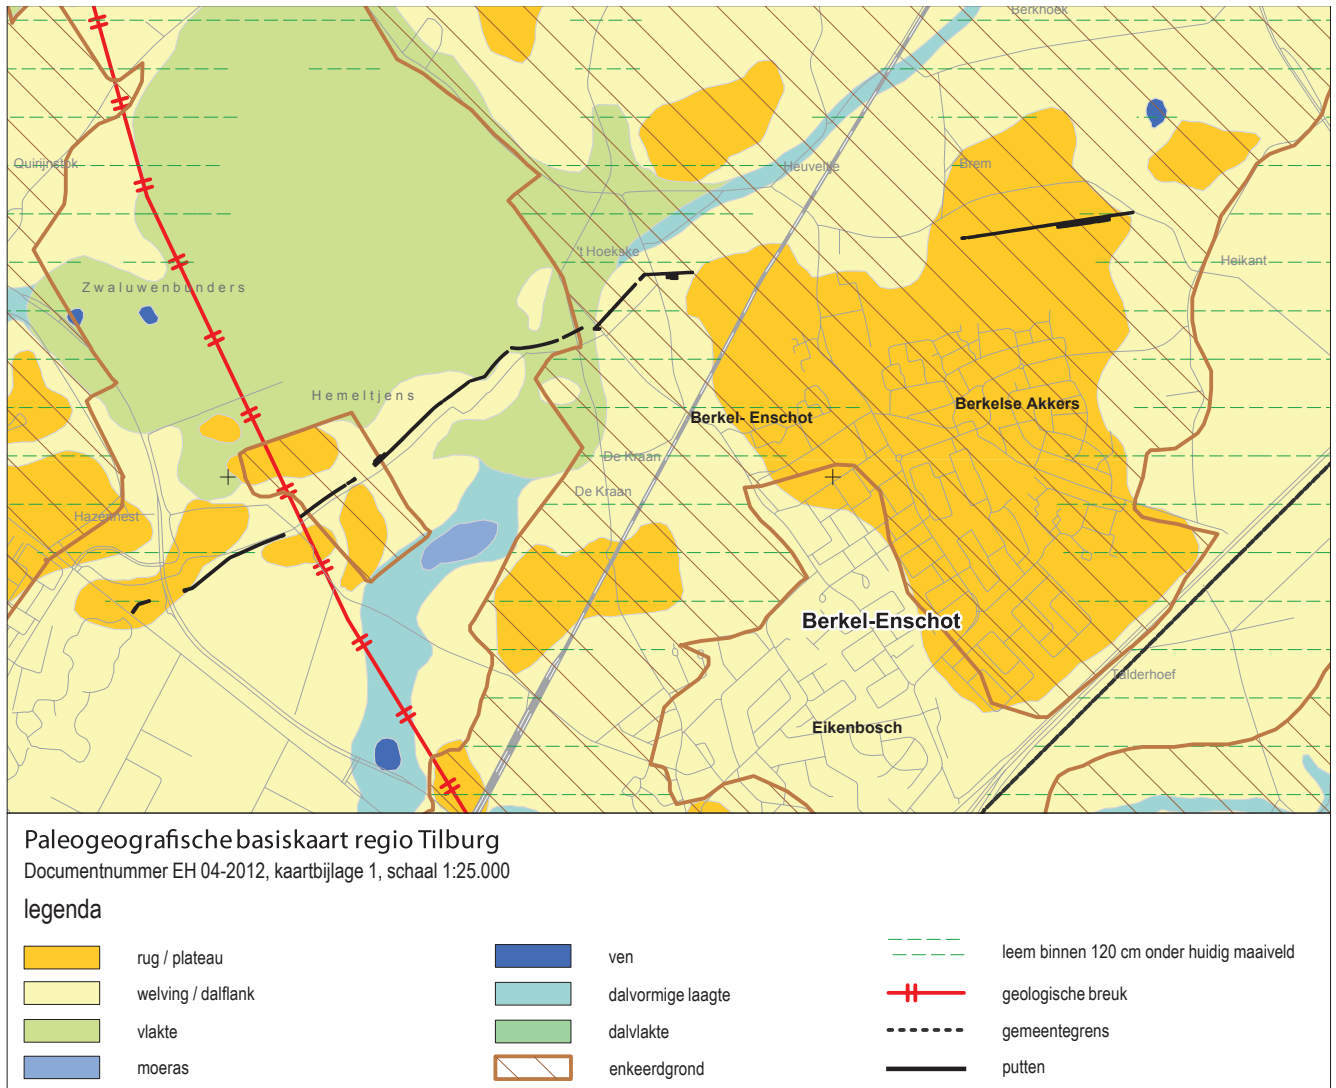 Berkhoek
Quirijnstok
Heuveltje
Brem
't Hoekske
Heikant
Zwaluwenbunders
Hemeltjens
Berkelse Akkers
Berkel- Enschot
De Kraan
De Kraan
Hazennest
Berkel-Enschot
Talderhoef
Eikenbosch
Paleogeografische basiskaart regio Tilburg
Documentnummer EH 04-2012, kaartbijlage 1, schaal 1:25.000
legenda
rug / plateau
welving / dalflank
vlakte
moeras
ven
dalvormige laagte
dalvlakte
enkeerdgrond
leem binnen 120 cm onder huidig maaiveld
geologische breuk
gemeentegrens
putten